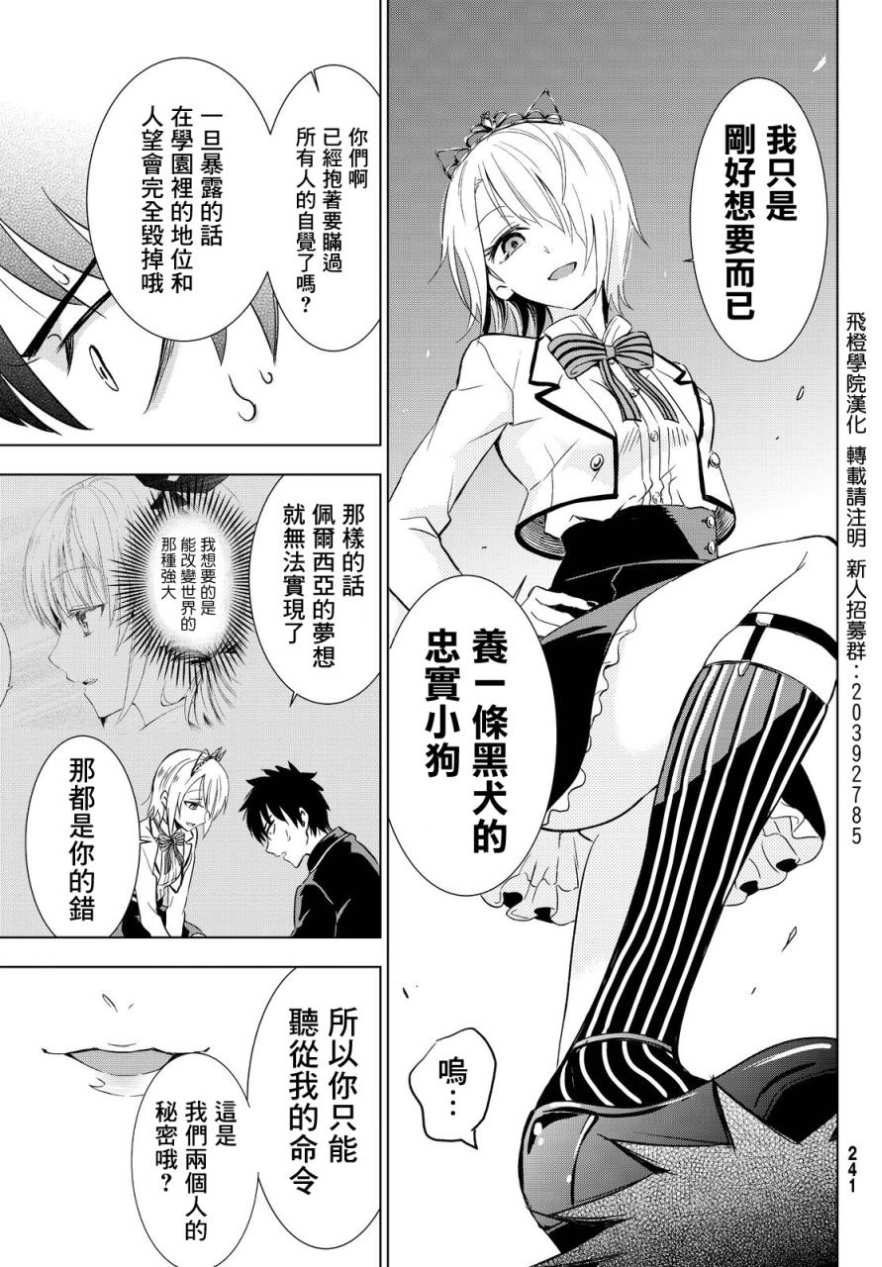 我只是
剛好想要而已
養一條黑犬的
忠實小狗
嗚…
你們啊
已經抱著要瞞過
所有人的自覺了嗎?
一旦暴露的話
在學園裡的地位和
人望會完全毀掉哦
那樣的話
佩爾西亞的夢想
就無法實現了
我想要的是
能改變世界的
那種強大
那都是你的錯
所以你只能
聽從我的命令
這是
我們兩個人的
秘密哦?
飛橙學院漢化 轉載請注明 新人招募群:20392785
241